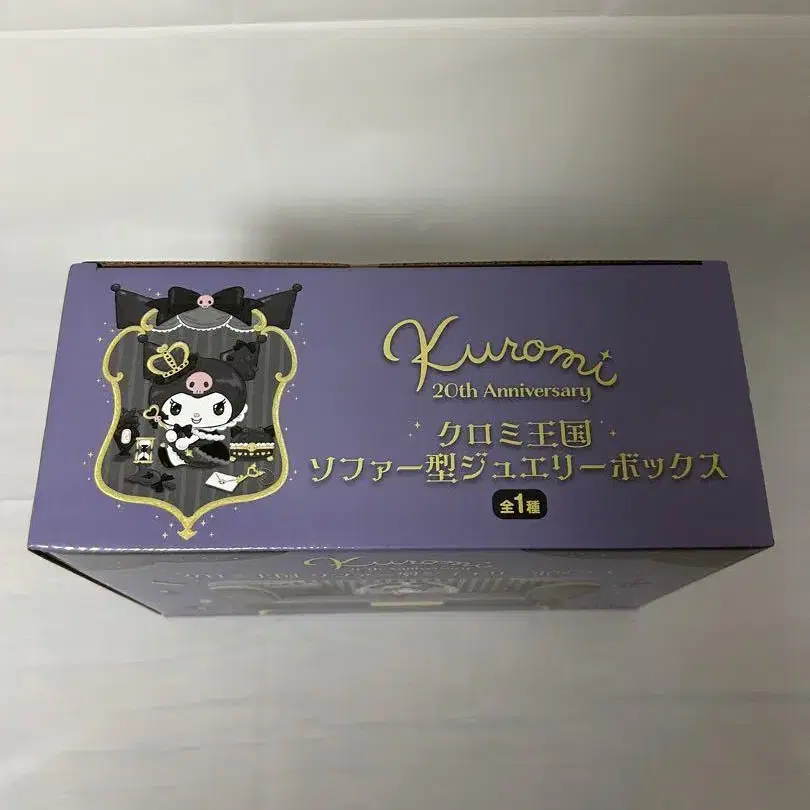 Kuromi
20th Anniversary
クロミ王国
ソファー型ジュエリーボックス
全1種
Kuromi